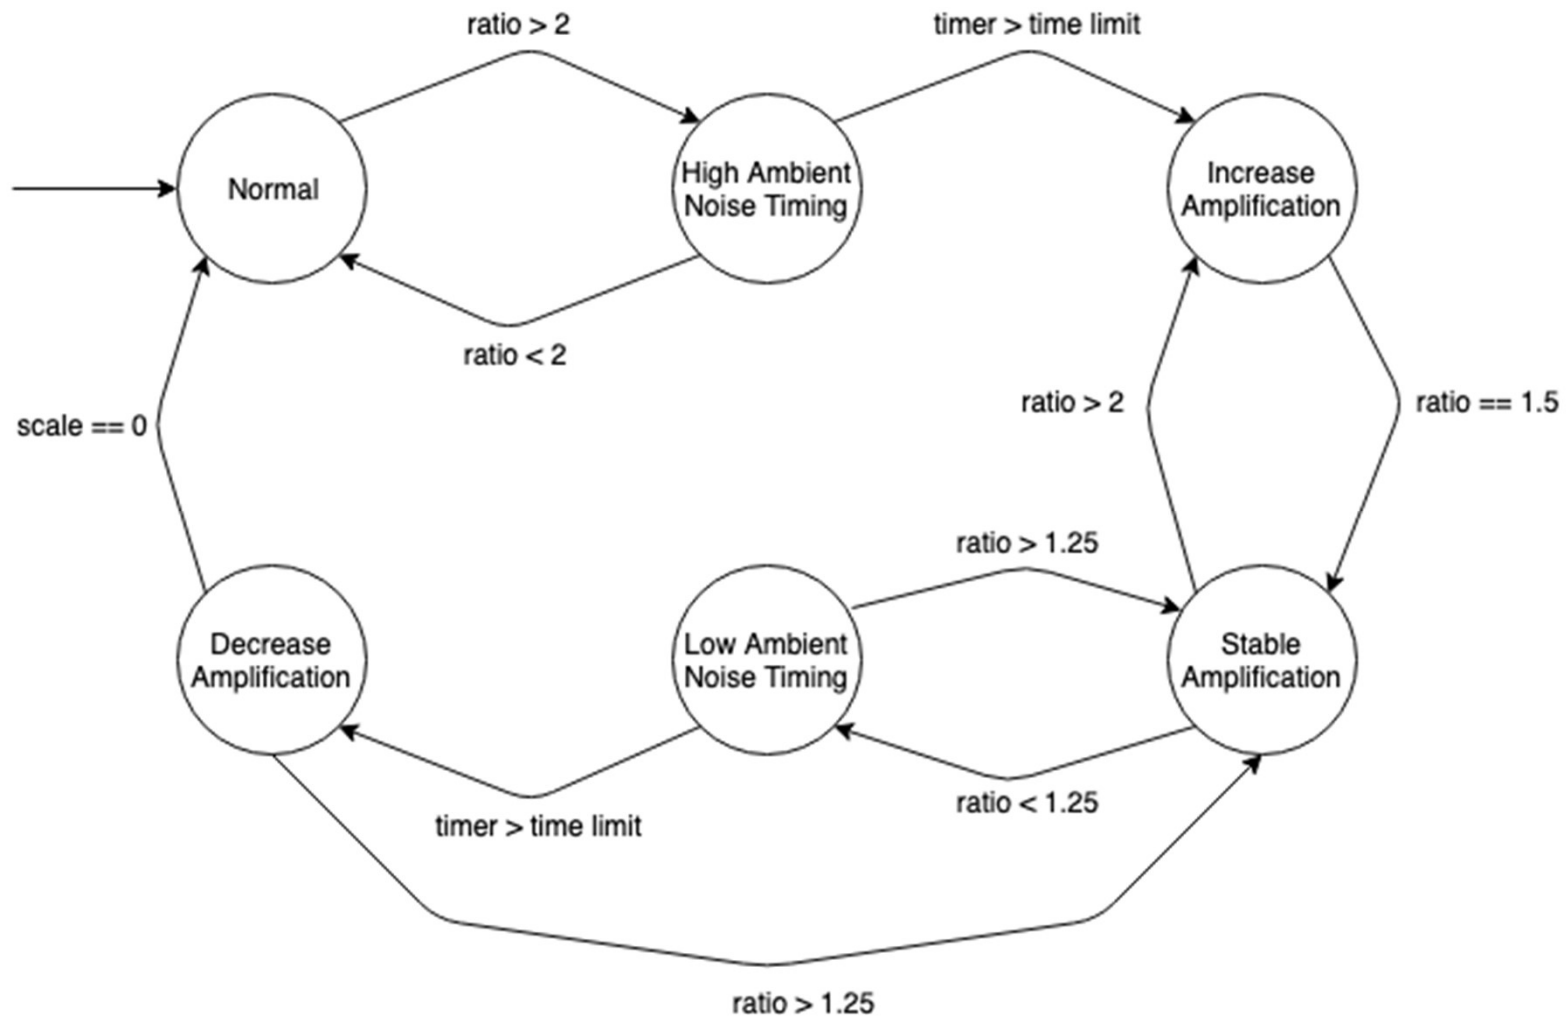 ratio > 2
timer > time limit
Normal
High Ambient
Noise Timing
Increase
Amplification
ratio < 2
scale == 0
ratio > 2
ratio == 1.5
ratio > 1.25
Decrease
Amplification
Low Ambient
Noise Timing
Stable
Amplification
timer > time limit
ratio < 1.25
ratio > 1.25